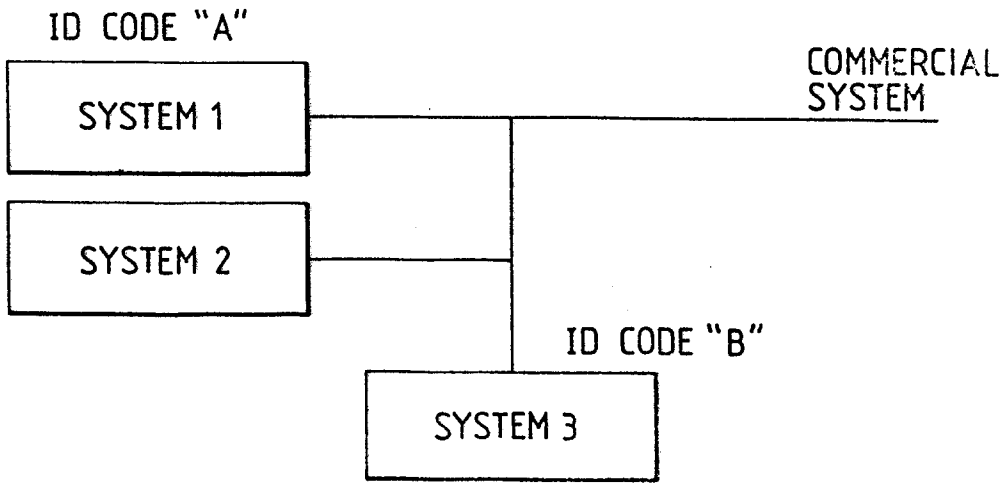 ID CODE "A"
SYSTEM 1
COMMERCIAL
SYSTEM
SYSTEM 2
ID CODE "B"
SYSTEM 3